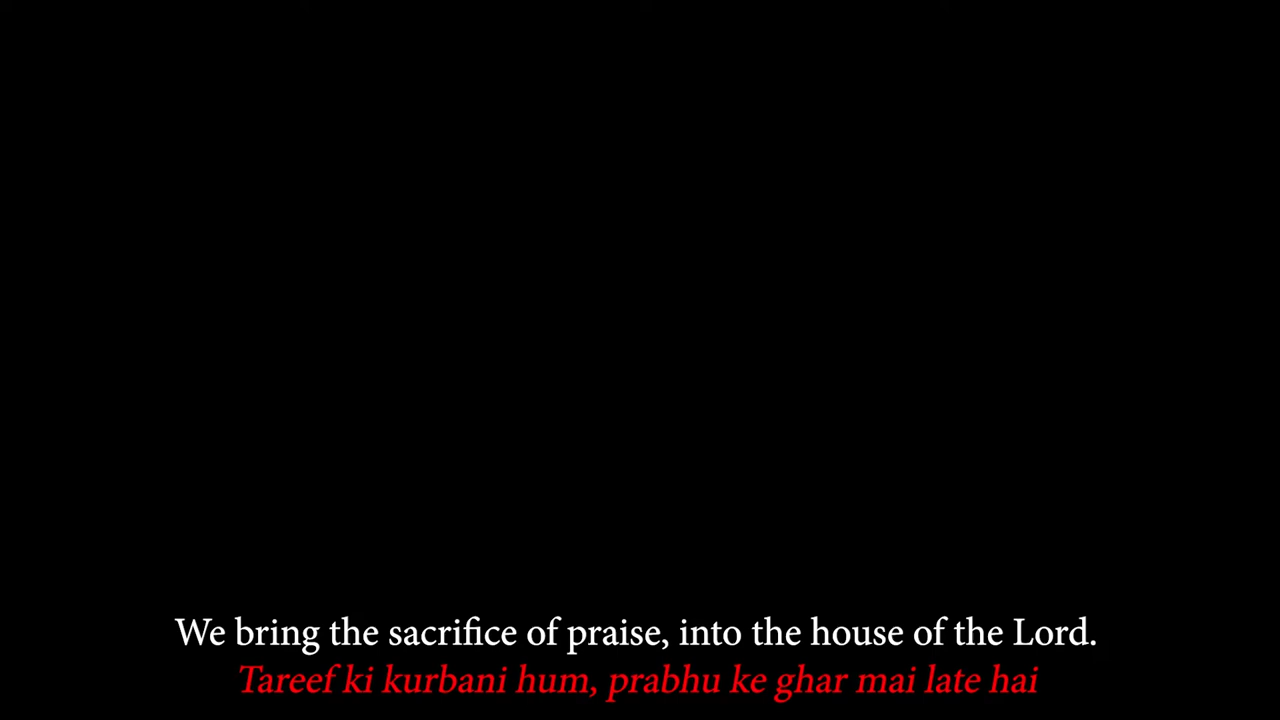 We bring the sacrifice of praise, into the house of the Lord.
Tareef ki kurbani hum, prabhu ke ghar mai late hai